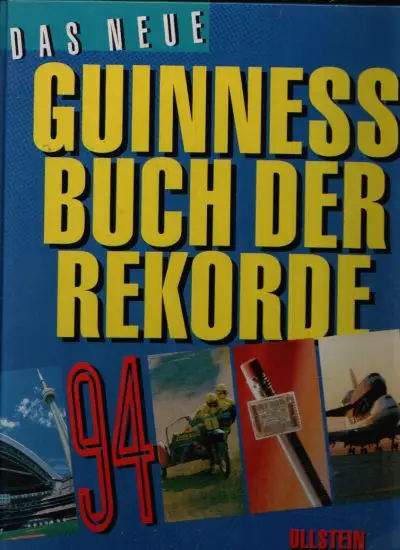 DAS NEUE
GUINNESS
BUCH DER
REKORDE
94
ULLSTEIN